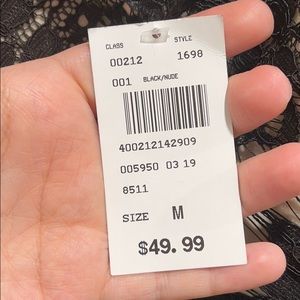 CLASS STYLE
00212 1698
001 BLACK/NUDE
400212142909
005950 03 19
8511
SIZE M
$49.99